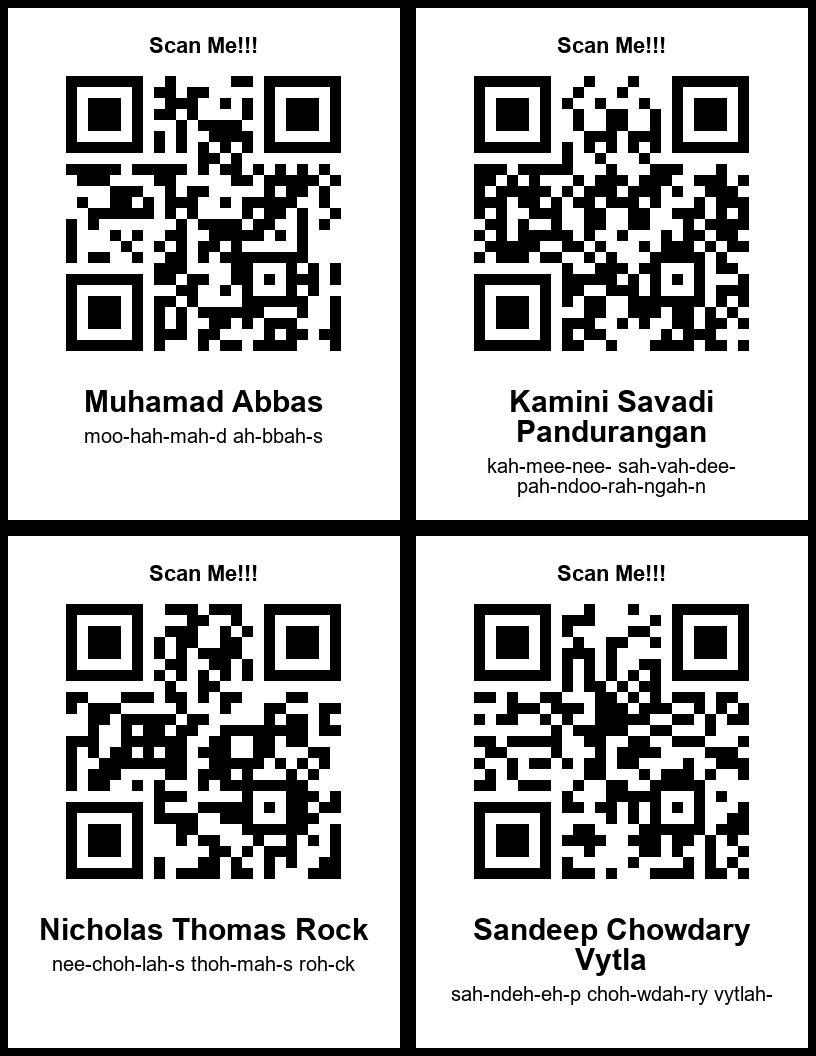 Scan Me!!!
Muhamad Abbas
moo-hah-mah-d ah-bbah-s
Scan Me!!!
Kamini Savadi
Pandurangan
kah-mee-nee- sah-vah-dee-
pah-ndoo-rah-ngah-n
Scan Me!!!
Nicholas Thomas Rock
nee-choh-lah-s thoh-mah-s roh-ck
Scan Me!!!
Sandeep Chowdary
Vytla
sah-ndeh-eh-p choh-wdah-ry vytlah-